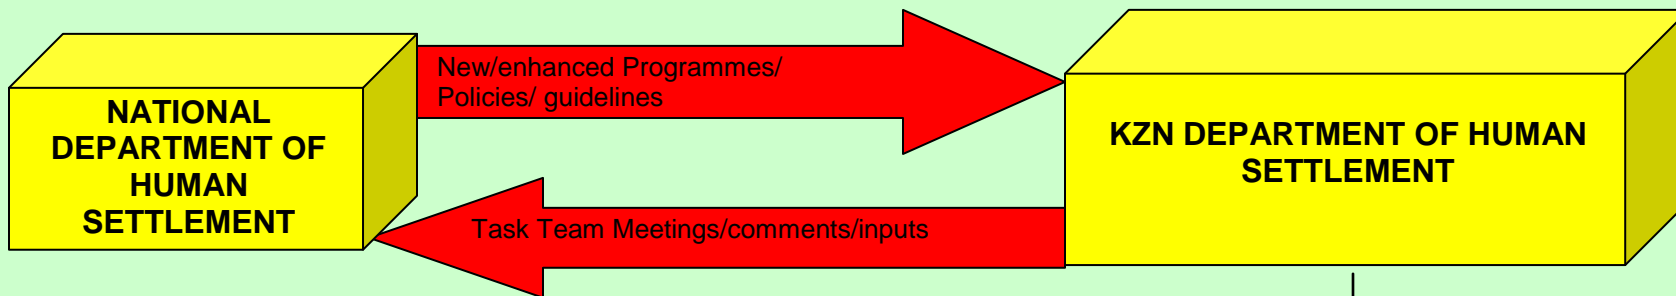 NATIONAL
DEPARTMENT OF
HUMAN
SETTLEMENT
New/enhanced Programmes/
Policies/ guidelines
KZN DEPARTMENT OF HUMAN
SETTLEMENT
Task Team Meetings/comments/inputs